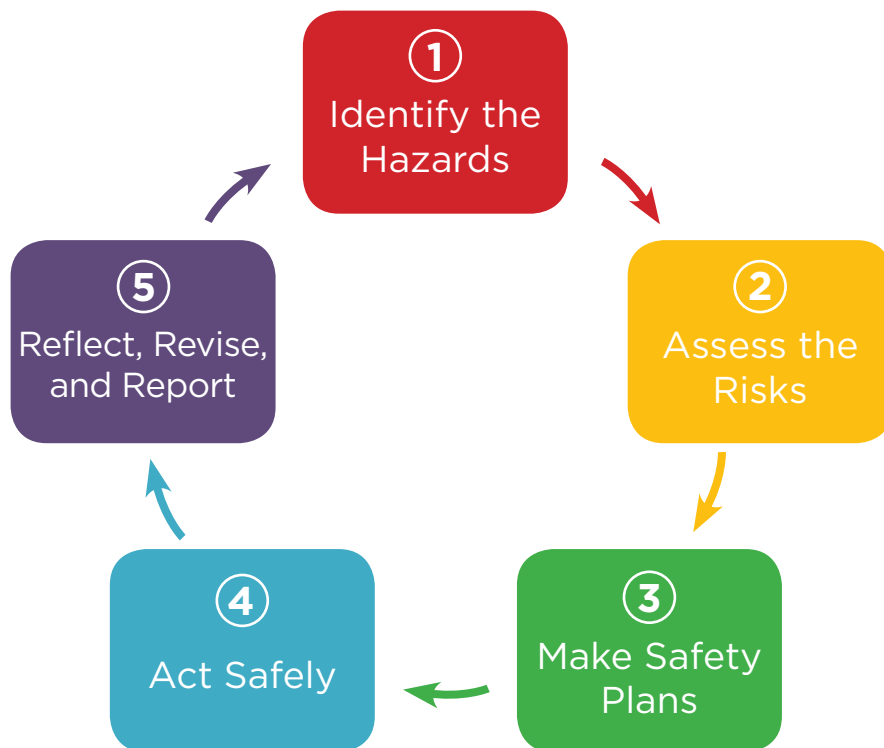 1
Identify the
Hazards
2
Assess the
Risks
3
Make Safety
Plans
4
Act Safely
5
Reflect, Revise,
and Report